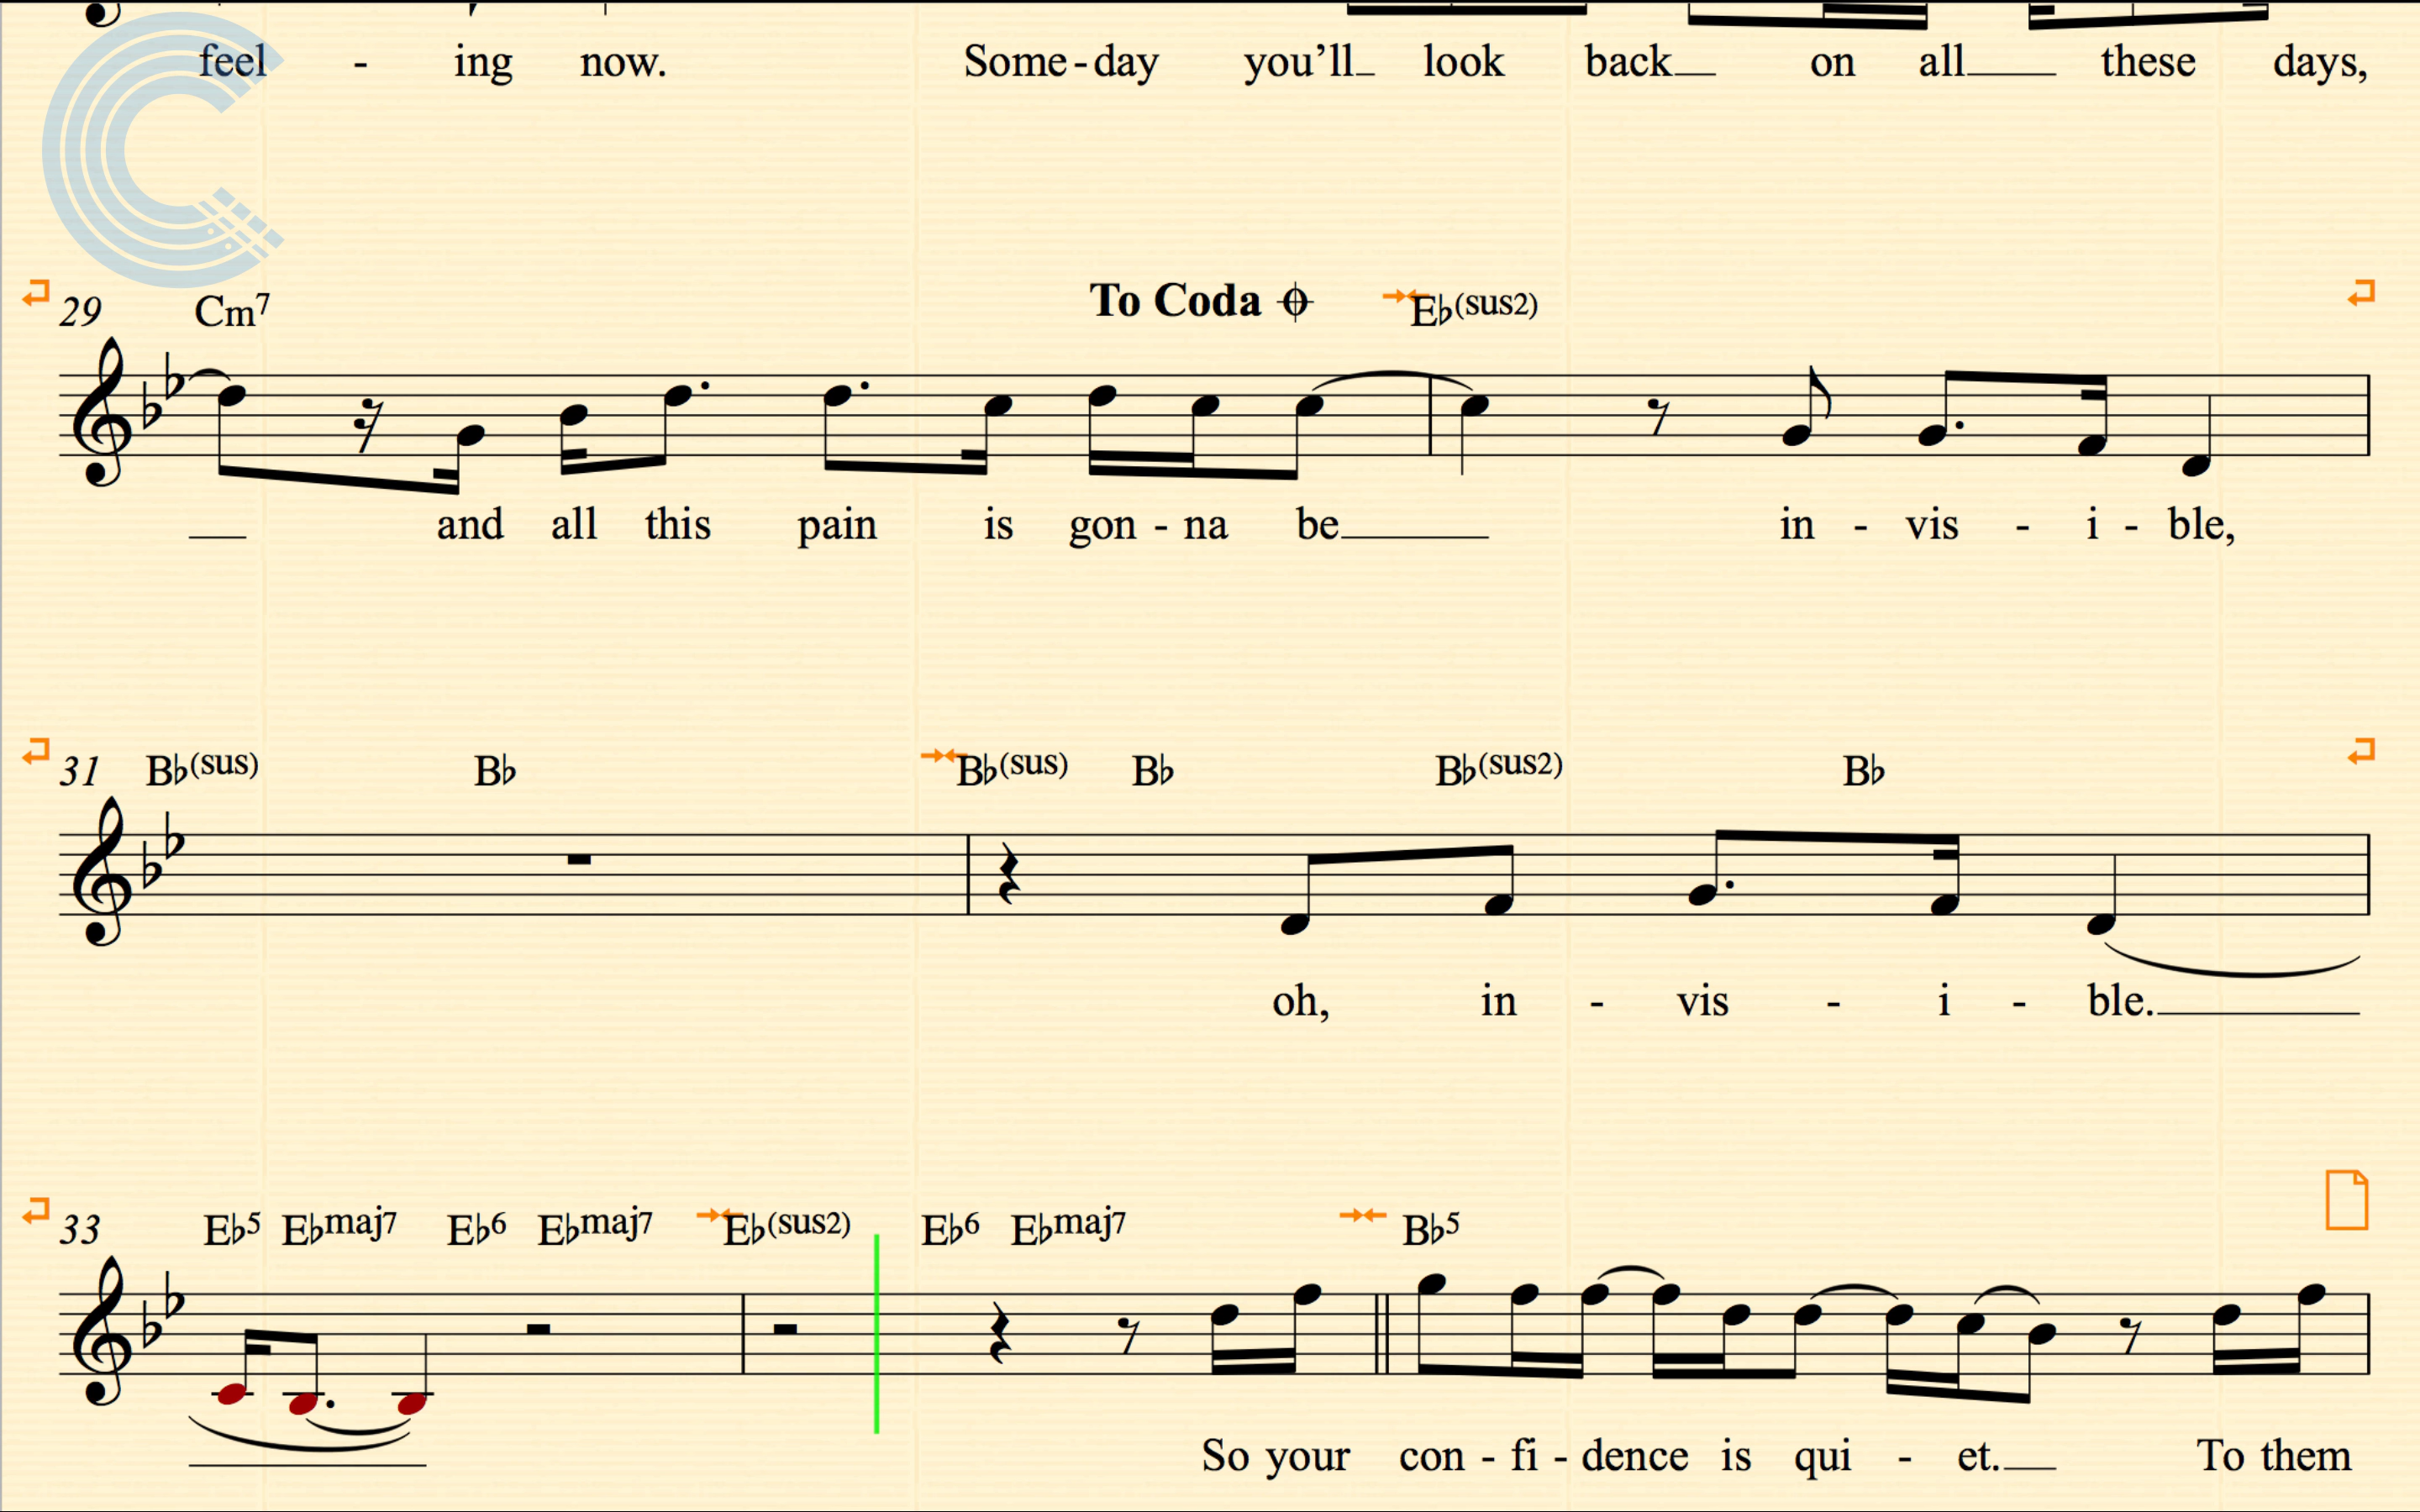 feel - ing now. Some - day you'll look back on all these days,
29 Cm7 To Coda E♭(sus2)
and all this pain is gon - na be in - vis - i - ble,
31 B♭(sus) B♭ B♭(sus) B♭ B♭(sus2) B♭
oh, in - vis - i - ble.
33 E♭5 E♭maj7 E♭6 E♭maj7 E♭(sus2) E♭6 E♭maj7 B♭5
So your con - fi - dence is qui - et. To them